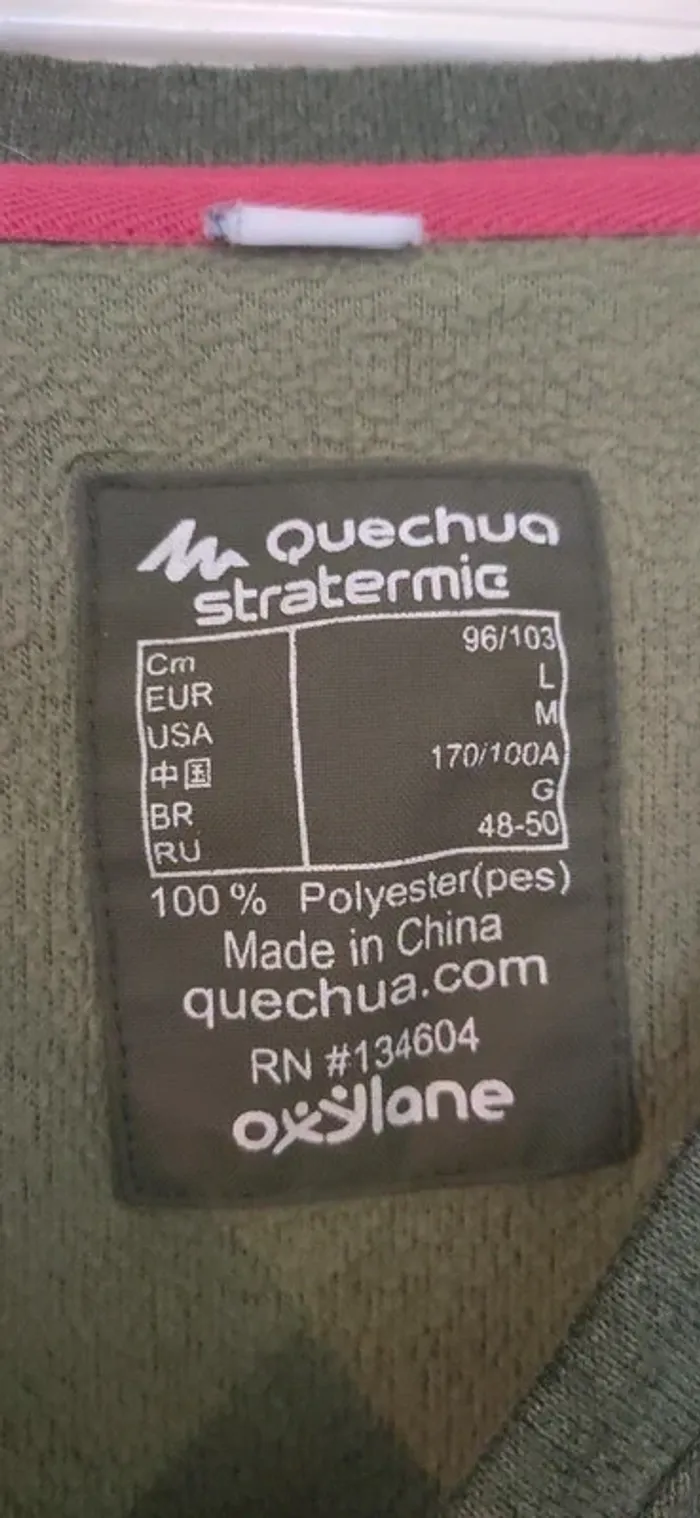 Quechua
stratermic
Cm 96/103
EUR L
USA M
中国 170/100A
BR G
RU 48-50
100% Polyester(pes)
Made in China
quechua.com
RN #134604
oxylane